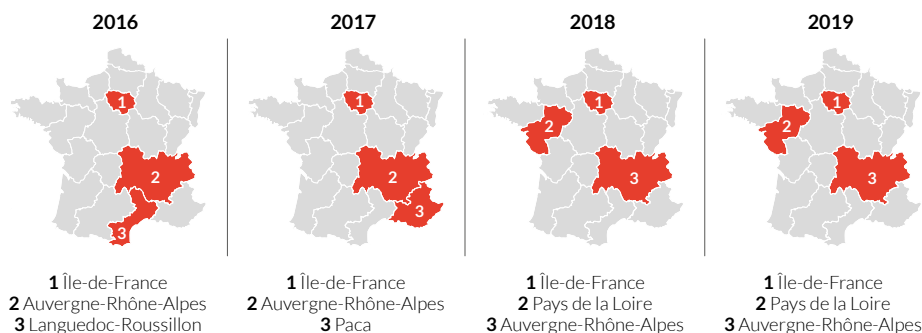 2016
1
2
3
1 Île-de-France
2 Auvergne-Rhône-Alpes
3 Languedoc-Roussillon
2017
1
2
3
1 Île-de-France
2 Auvergne-Rhône-Alpes
3 Paca
2018
1
2
3
1 Île-de-France
2 Pays de la Loire
3 Auvergne-Rhône-Alpes
2019
1
2
3
1 Île-de-France
2 Pays de la Loire
3 Auvergne-Rhône-Alpes